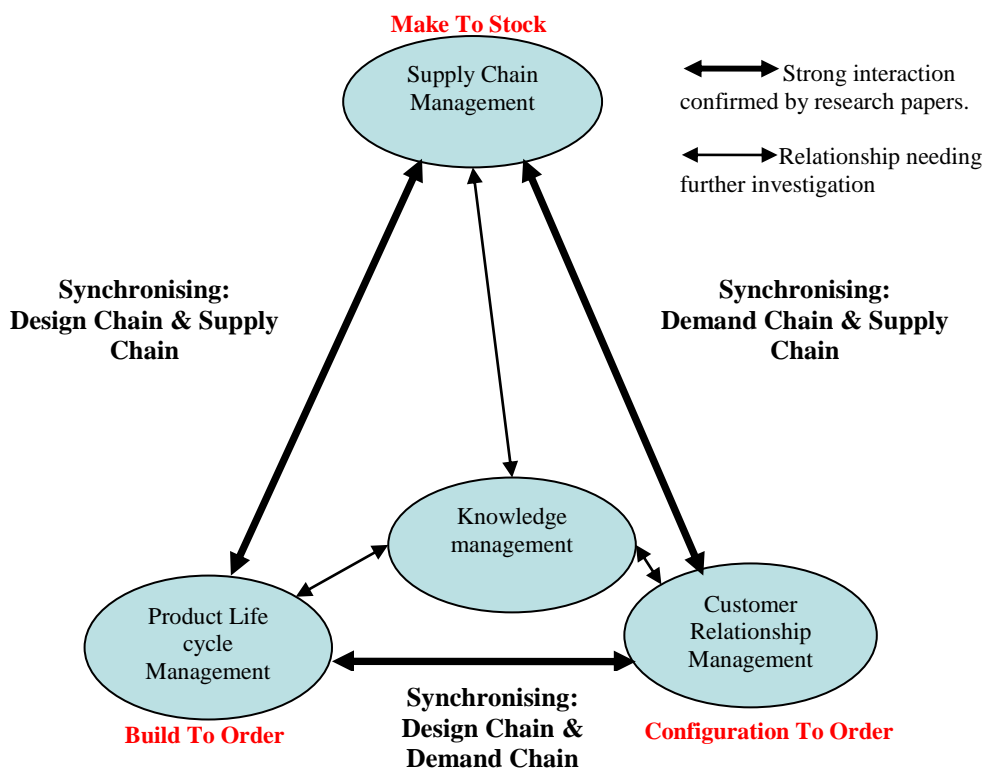 Make To Stock
Supply Chain
Management
Strong interaction
confirmed by research papers.
Relationship needing
further investigation
Synchronising:
Design Chain & Supply
Chain
Synchronising:
Demand Chain & Supply
Chain
Knowledge
management
Product Life
cycle
Management
Customer
Relationship
Management
Build To Order
Synchronising:
Design Chain &
Demand Chain
Configuration To Order